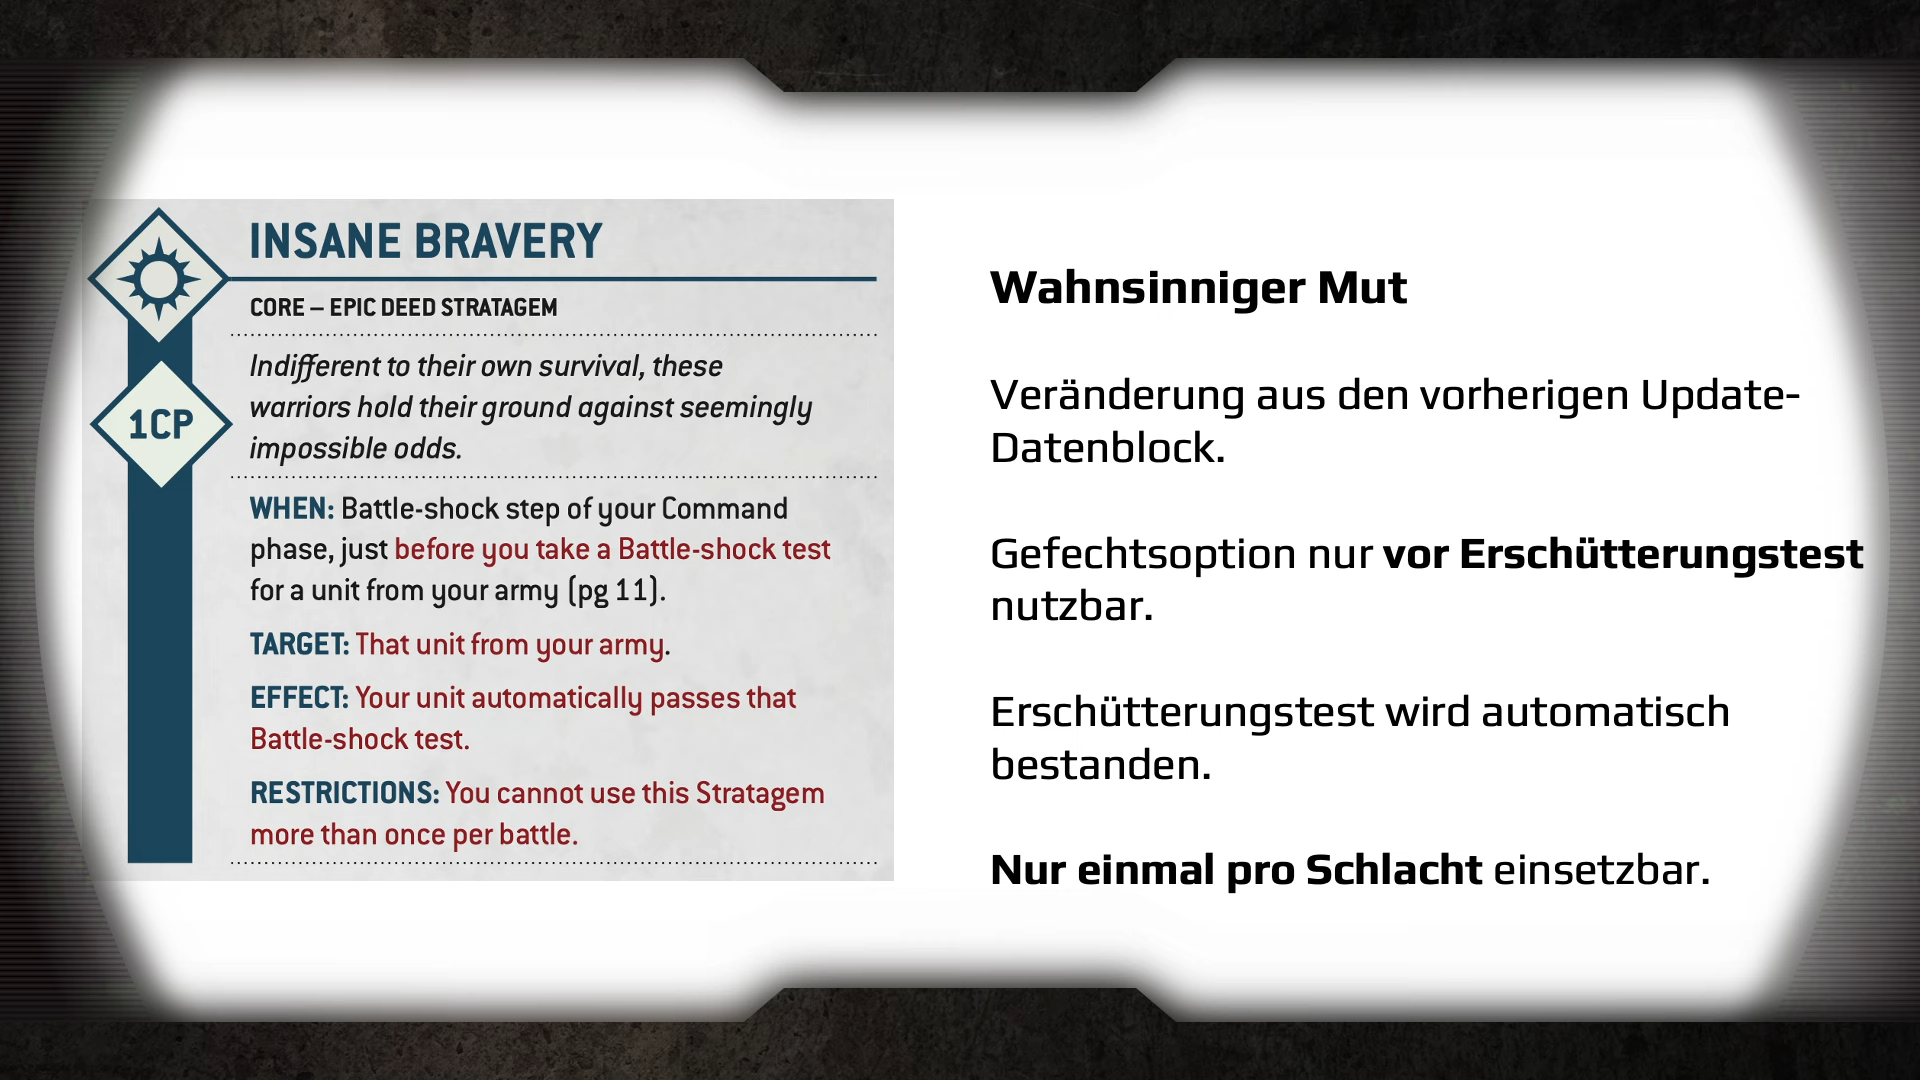 INSANE BRAVERY
CORE – EPIC DEED STRATAGEM
Indifferent to their own survival, these
warriors hold their ground against seemingly
impossible odds.
1CP
WHEN: Battle-shock step of your Command
phase, just before you take a Battle-shock test
for a unit from your army (pg 11).
TARGET: That unit from your army.
EFFECT: Your unit automatically passes that
Battle-shock test.
RESTRICTIONS: You cannot use this Stratagem
more than once per battle.
Wahnsinniger Mut
Veränderung aus den vorherigen Update-
Datenblock.
Gefechtsoption nur vor Erschütterungstest
nutzbar.
Erschütterungstest wird automatisch
bestanden.
Nur einmal pro Schlacht einsetzbar.